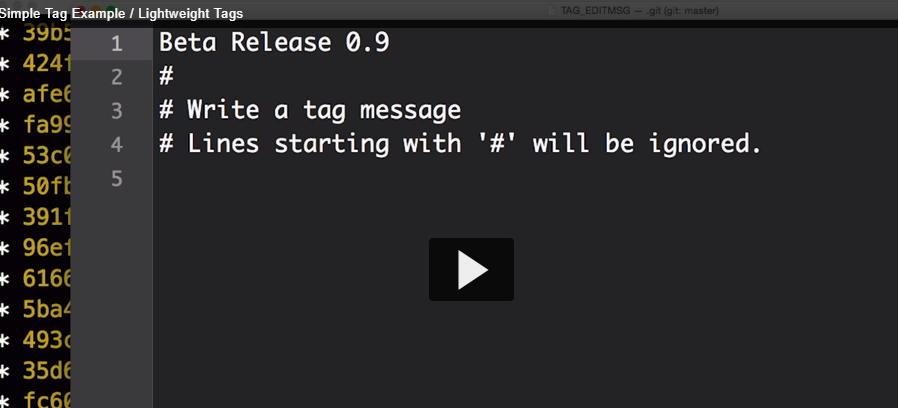 Simple Tag Example / Lightweight Tags
TAG_EDITMSG — .git (git: master)
1 Beta Release 0.9
2 #
3 # Write a tag message
4 # Lines starting with '#' will be ignored.
5
* 39b5
* 424f
* afe6
* fa99
* 53c0
* 50fb
* 391f
* 96ef
* 6166
* 5ba4
* 493c
* 35d6
* fc60